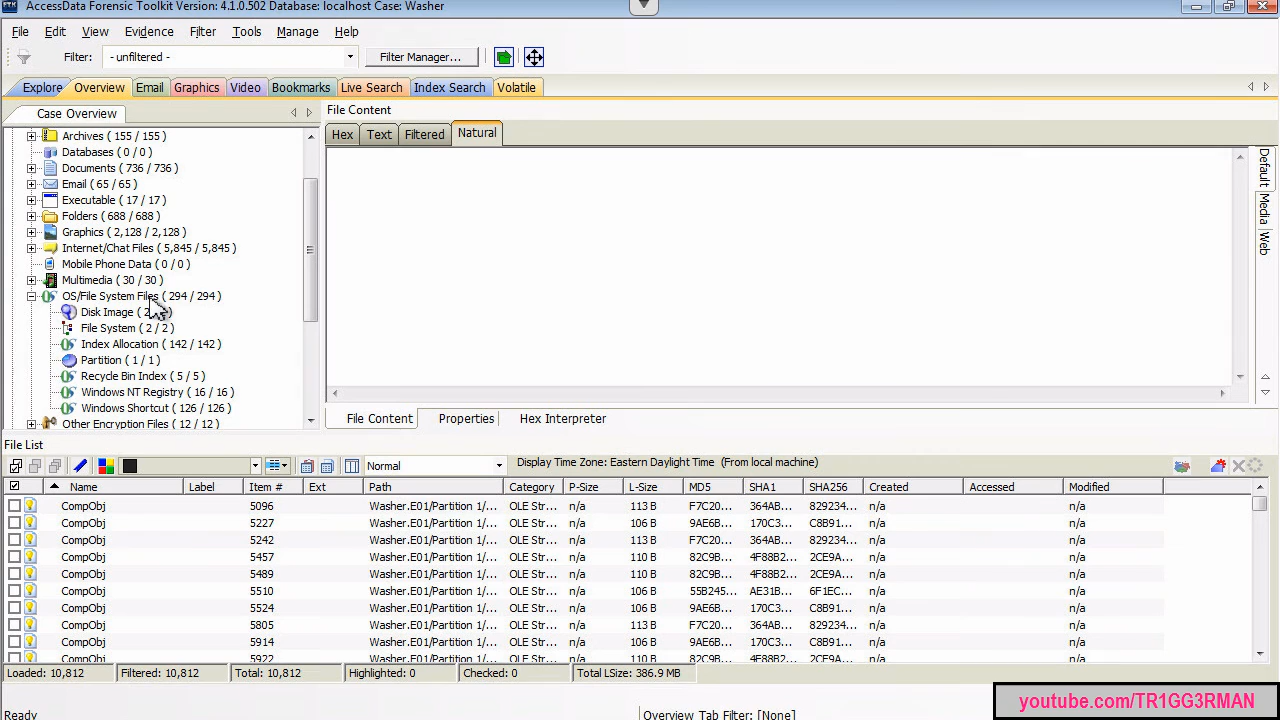 AccessData Forensic Toolkit Version: 4.1.0.502 Database: localhost Case: Washer
File Edit View Evidence Filter Tools Manage Help
Filter: - unfiltered - Filter Manager...
Explore Overview Email Graphics Video Bookmarks Live Search Index Search Volatile
Case Overview
File Content
Hex Text Filtered Natural
Archives ( 155 / 155 )
Databases ( 0 / 0 )
Documents ( 736 / 736 )
Email ( 65 / 65 )
Executable ( 17 / 17 )
Folders ( 688 / 688 )
Graphics ( 2,128 / 2,128 )
Internet/Chat Files ( 5,845 / 5,845 )
Mobile Phone Data ( 0 / 0 )
Multimedia ( 30 / 30 )
OS/File System Files ( 294 / 294 )
Disk Image ( 2
File System ( 2 / 2 )
Index Allocation ( 142 / 142 )
Partition ( 1 / 1 )
Recycle Bin Index ( 5 / 5 )
Windows NT Registry ( 16 / 16 )
Windows Shortcut ( 126 / 126 )
Other Encryption Files ( 12 / 12 )
Default
Media
Web
File Content Properties Hex Interpreter
File List
Normal Display Time Zone: Eastern Daylight Time (From local machine)
Name Label Item # Ext Path Category P-Size L-Size MD5 SHA1 SHA256 Created Accessed Modified
CompObj 5096 Washer.E01/Partition 1/... OLE Str... n/a 113 B F7C20... 364AB... 829234... n/a n/a
CompObj 5227 Washer.E01/Partition 1/... OLE Str... n/a 106 B 9AE6B... 170C3... C8B91... n/a n/a
CompObj 5242 Washer.E01/Partition 1/... OLE Str... n/a 113 B F7C20... 364AB... 829234... n/a n/a
CompObj 5457 Washer.E01/Partition 1/... OLE Str... n/a 110 B 82C9B... 4F88B2... 2CE9A... n/a n/a
CompObj 5489 Washer.E01/Partition 1/... OLE Str... n/a 110 B 82C9B... 4F88B2... 2CE9A... n/a n/a
CompObj 5510 Washer.E01/Partition 1/... OLE Str... n/a 106 B 55B245... AE31B... 6F1EC... n/a n/a
CompObj 5524 Washer.E01/Partition 1/... OLE Str... n/a 106 B 9AE6B... 170C3... C8B91... n/a n/a
CompObj 5805 Washer.E01/Partition 1/... OLE Str... n/a 113 B F7C20... 364AB... 829234... n/a n/a
CompObj 5914 Washer.E01/Partition 1/... OLE Str... n/a 106 B 9AE6B... 170C3... C8B91... n/a n/a
CompObj 5922 Washer.E01/Partition 1/... OLE Str... n/a 110 B 82C9B... 4F88B2... 2CE9A... n/a n/a
Loaded: 10,812 Filtered: 10,812 Total: 10,812 Highlighted: 0 Checked: 0 Total LSize: 386.9 MB
youtube.com/TR1GG3RMAN
Ready Overview Tab Filter: [None]